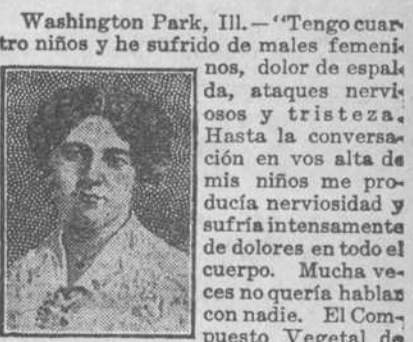 Washington Park, Ill.—"Tengo cua-
tro niños y he sufrido de males femeni-
nos, dolor de espal-
da, ataques nervi-
osos y tristeza.
Hasta la conversa-
ción en vos alta de
mis niños me pro-
ducía nerviosidad y
sufría intensamente
de dolores en todo el
cuerpo. Mucha ve-
ces no quería hablar
con nadie. El Com-
puesto Vegetal de